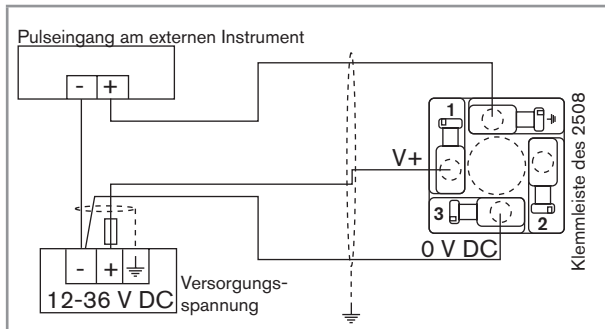 Pulseingang am externen Instrument
- +
1
V+
3
2
0 V DC
Klemmleiste des 2508
- +
12-36 V DC
Versorgungs-
spannung